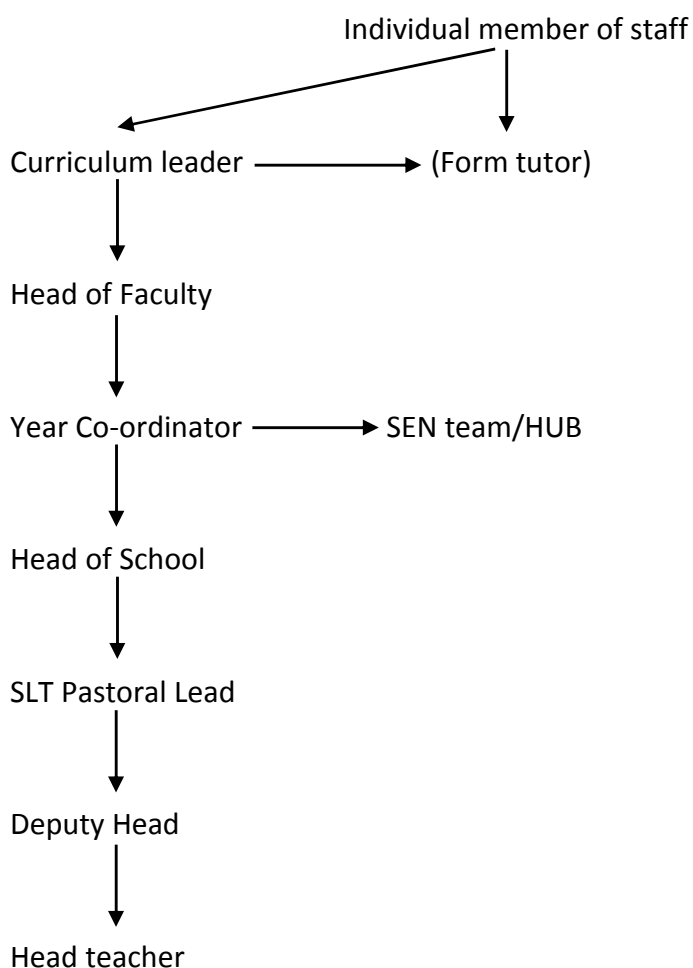 Individual member of staff
Curriculum leader
(Form tutor)
Head of Faculty
Year Co-ordinator
SEN team/HUB
Head of School
SLT Pastoral Lead
Deputy Head
Head teacher